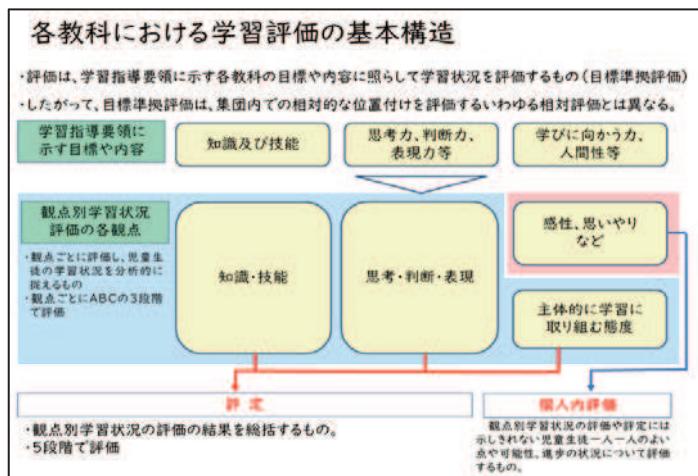 各教科における学習評価の基本構造
・評価は、学習指導要領に示す各教科の目標や内容に照らして学習状況を評価するもの(目標準拠評価)
・したがって、目標準拠評価は、集団内での相対的な位置付けを評価するいわゆる相対評価とは異なる。
学習指導要領に
示す目標や内容
知識及び技能
思考力、判断力、
表現力等
学びに向かう力、
人間性等
観点別学習状況
評価の各観点
・観点ごとに評価し、児童生
徒の学習状況を分析的に
捉えるもの
・観点ごとにABCの3段階
で評価
知識・技能
思考・判断・表現
感性、思いやり
など
主体的に学習に
取り組む態度
評 定
・観点別学習状況の評価の結果を総括するもの。
・5段階で評価
個人内評価
観点別学習状況の評価や評定には
示しきれない児童生徒一人一人のよい
点や可能性、進歩の状況について評価
するもの。